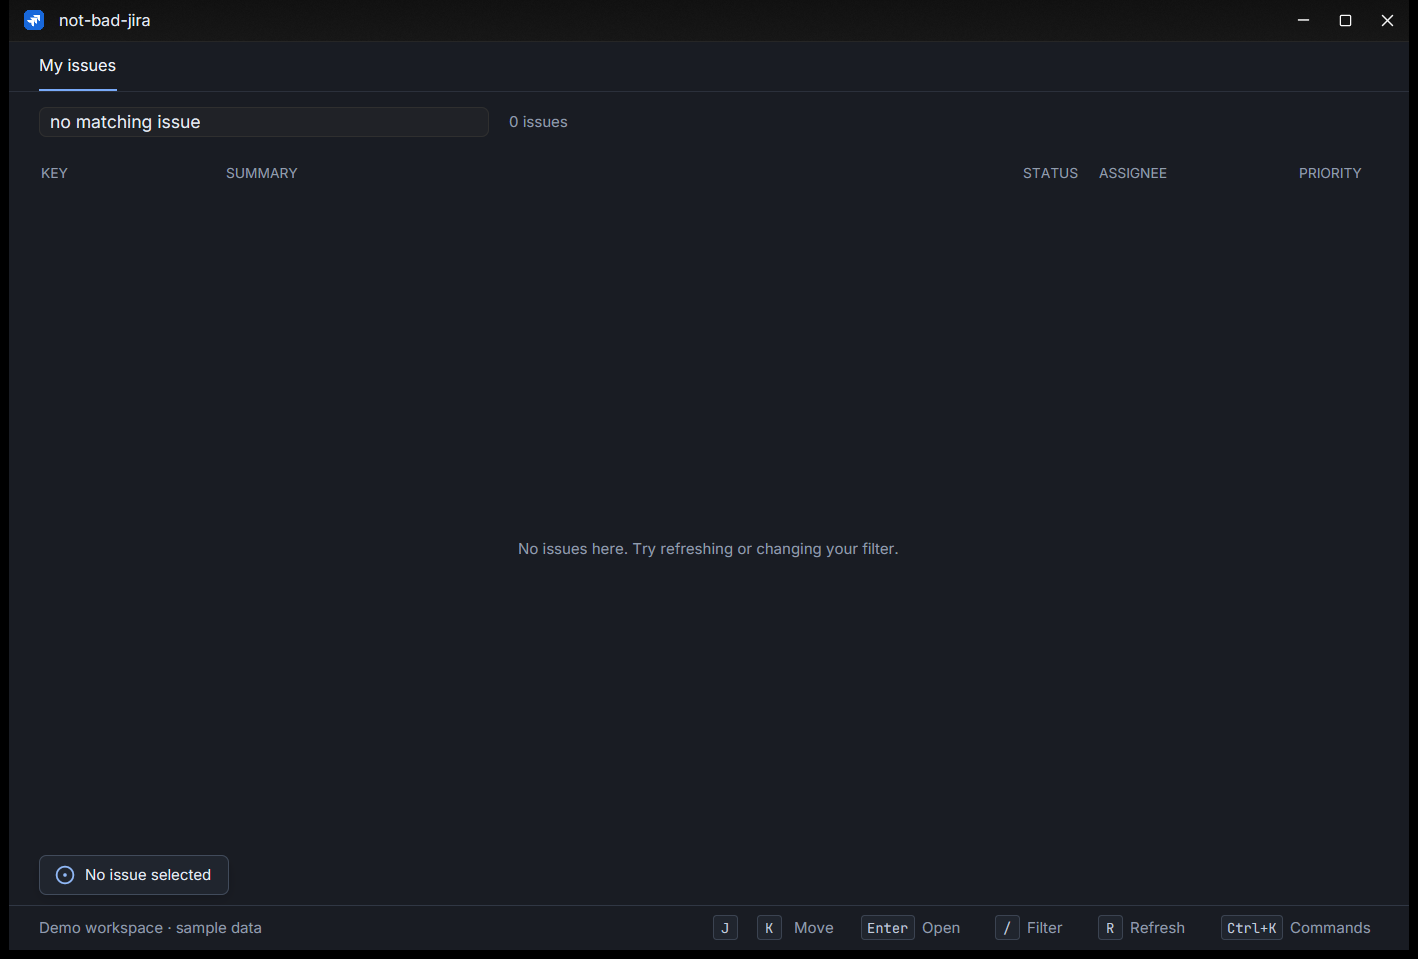 not-bad-jira
My issues
no matching issue 0 issues
KEY SUMMARY STATUS ASSIGNEE PRIORITY
No issues here. Try refreshing or changing your filter.
No issue selected
Demo workspace · sample data J K Move Enter Open / Filter R Refresh Ctrl+K Commands